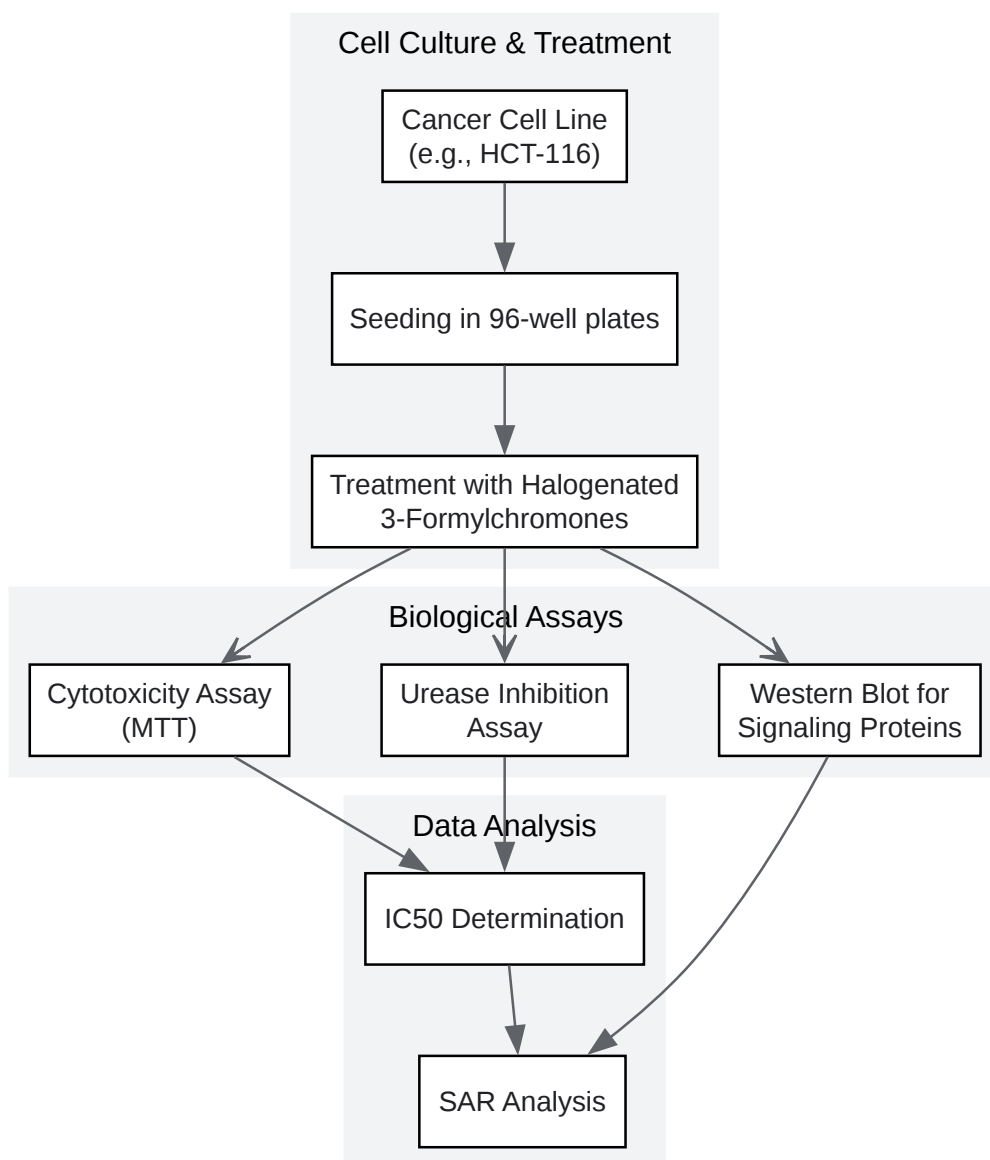 Cell Culture & Treatment
Cancer Cell Line
(e.g., HCT-116)
Seeding in 96-well plates
Treatment with Halogenated
3-Formylchromones
Biological Assays
Cytotoxicity Assay
(MTT)
Urease Inhibition
Assay
Western Blot for
Signaling Proteins
Data Analysis
IC50 Determination
SAR Analysis